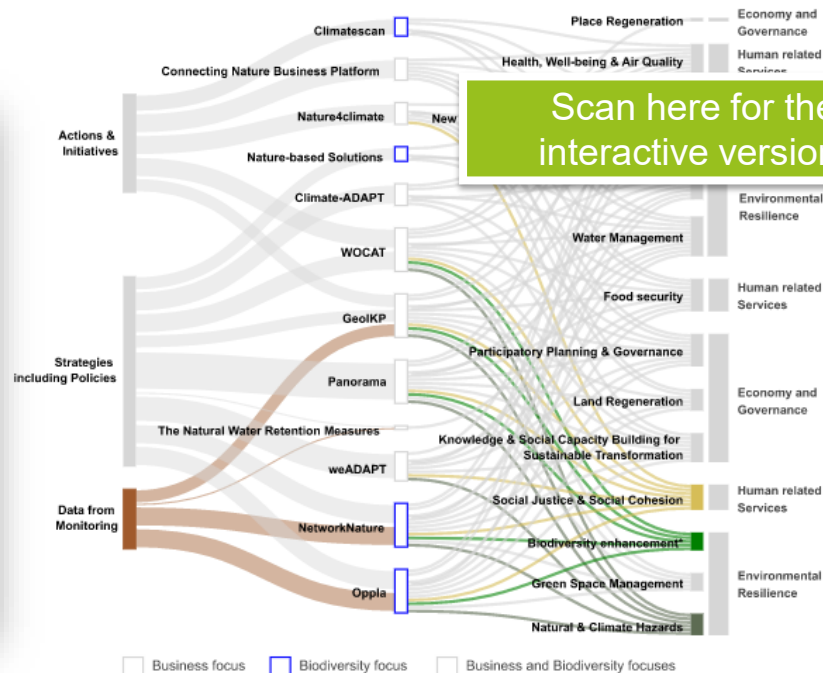 Climatescan
Connecting Nature Business Platform
Nature4climate
Nature-based Solutions
Climate-ADAPT
WOCAT
GeoIKP
Panorama
The Natural Water Retention Measures
weADAPT
NetworkNature
Oppla
Actions &
Initiatives
Strategies
including Policies
Data from
Monitoring
Place Regeneration
Health, Well-being & Air Quality
New
Scan here for the
interactive version
Water Management
Food security
Participatory Planning & Governance
Land Regeneration
Knowledge & Social Capacity Building for
Sustainable Transformation
Social Justice & Social Cohesion
Biodiversity enhancement*
Green Space Management
Natural & Climate Hazards
Economy and
Governance
Human related
Services
Environmental
Resilience
Human related
Services
Economy and
Governance
Human related
Services
Environmental
Resilience
Business focus
Biodiversity focus
Business and Biodiversity focuses